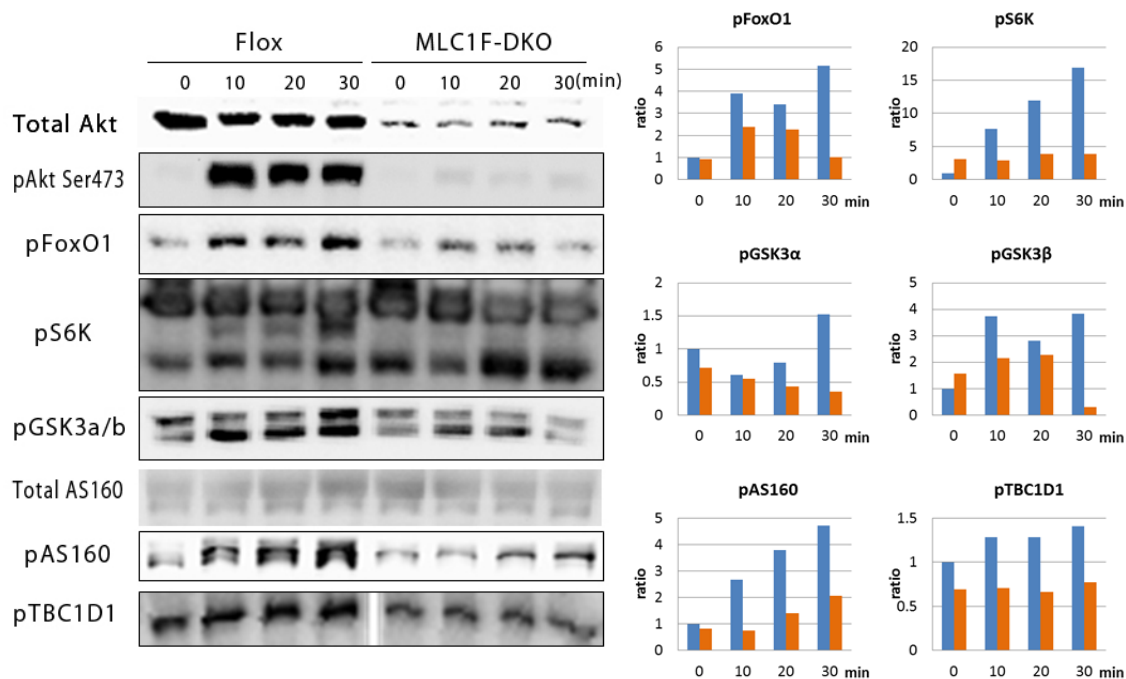 Flox MLC1F-DKO
0 10 20 30 0 10 20 30(min)
Total Akt
pAkt Ser473
pFoxO1
pS6K
pGSK3a/b
Total AS160
pAS160
pTBC1D1
pFoxO1
ratio
6
5
4
3
2
1
0
0 10 20 30 min
pS6K
ratio
20
15
10
5
0
0 10 20 30 min
pGSK3α
ratio
2
1.5
1
0.5
0
0 10 20 30 min
pGSK3β
ratio
5
4
3
2
1
0
0 10 20 30 min
pAS160
ratio
5
4
3
2
1
0
0 10 20 30 min
pTBC1D1
ratio
1.5
1
0.5
0
0 10 20 30 min